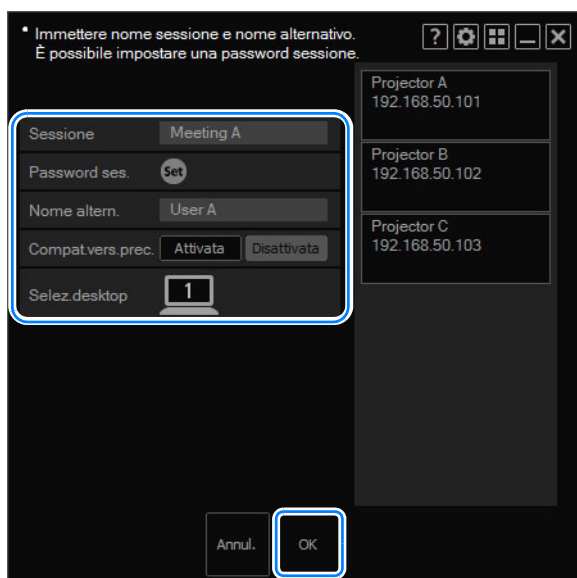 Immettere nome sessione e nome alternativo.
È possibile impostare una password sessione.
?
Sessione Meeting A
Password ses. Set
Nome altern. User A
Compat.vers.prec. Attivata Disattivata
Selez.desktop 1
Projector A
192.168.50.101
Projector B
192.168.50.102
Projector C
192.168.50.103
Annul. OK